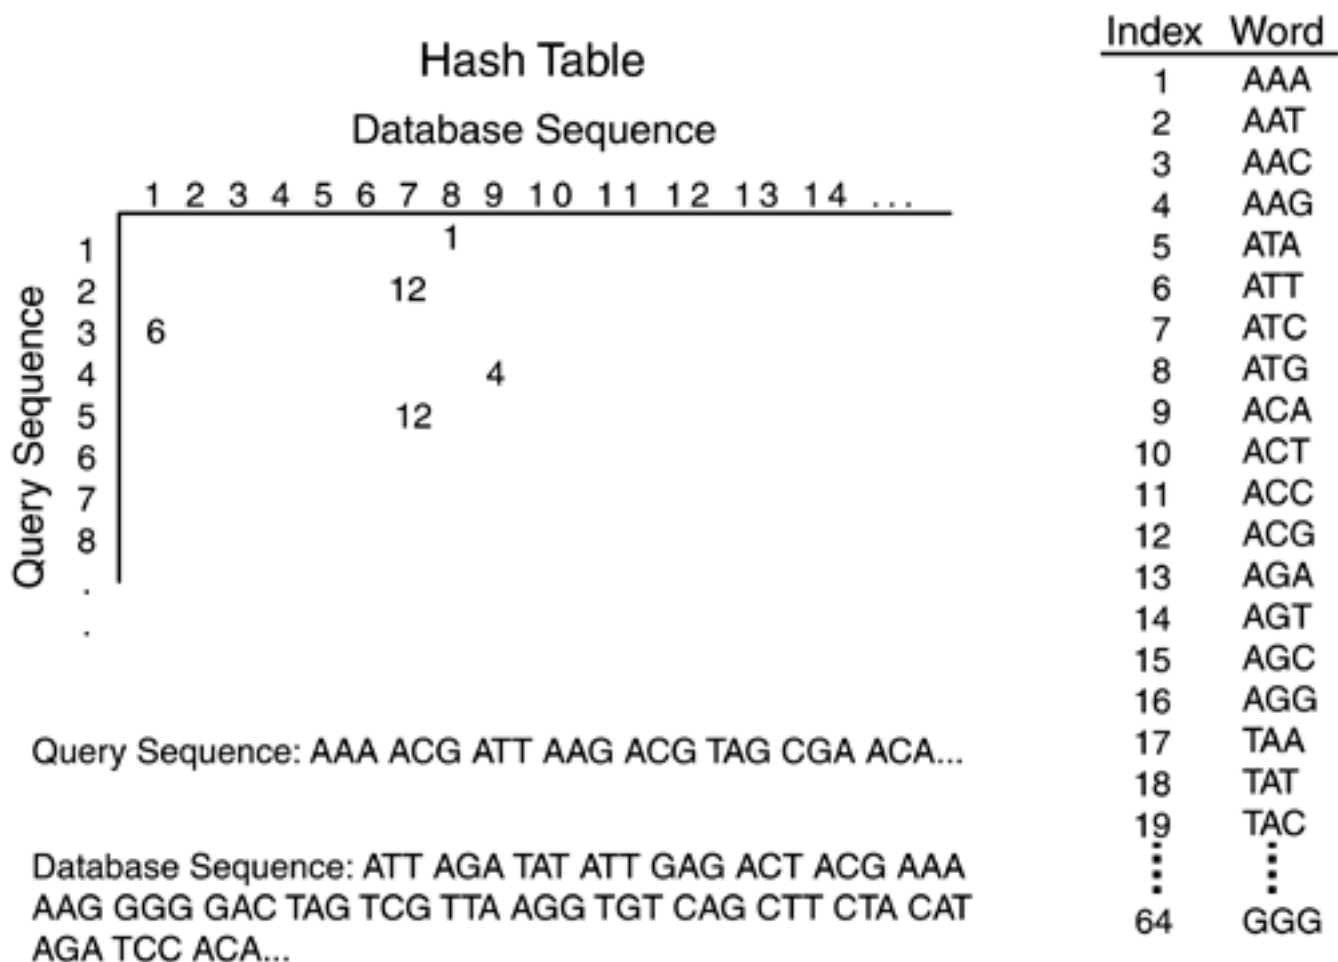 Hash Table
Database Sequence
1 2 3 4 5 6 7 8 9 10 11 12 13 14 ...
Query Sequence
1 1
2 12
3 6
4 4
5 12
6
7
8
.
.
Query Sequence: AAA ACG ATT AAG ACG TAG CGA ACA...
Database Sequence: ATT AGA TAT ATT GAG ACT ACG AAA
AAG GGG GAC TAG TCG TTA AGG TGT CAG CTT CTA CAT
AGA TCC ACA...
Index Word
1 AAA
2 AAT
3 AAC
4 AAG
5 ATA
6 ATT
7 ATC
8 ATG
9 ACA
10 ACT
11 ACC
12 ACG
13 AGA
14 AGT
15 AGC
16 AGG
17 TAA
18 TAT
19 TAC
64 GGG